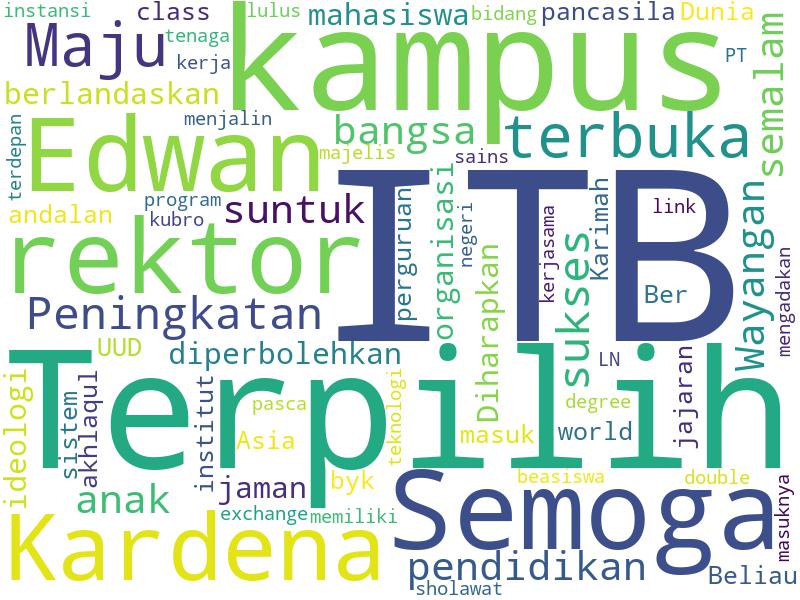 instansi class lulus mahasiswa bidang pancasila Dunia
Maju tenaga kampus PT
kerja
berlandaskan semalam
menjalin
terdepan Edwan bangsa terbuka
majelis sains
program ITB link
andalan kubro suntuk perguruan organisasi negeri kerjasama Karimah Wayangan
rektor Diharapkan sukses Ber mengadakan
Peningkatan
UUD diperbolehkan LN jajaran
Terpilih
ideologi sistem akhlaqul institut pasca teknologi degree
Asia masuk world
anak jaman byk Semoga beasiswa double masuknya
exchange memiliki
Kardena pendidikan Beliau
sholawat